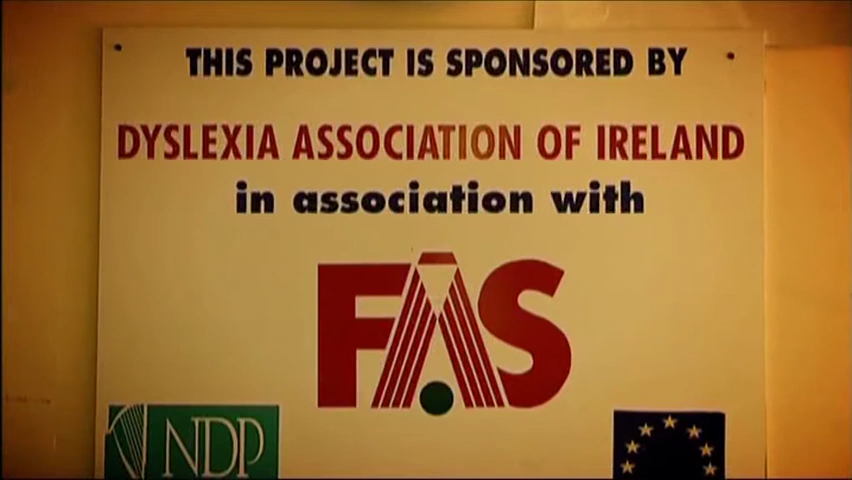 THIS PROJECT IS SPONSORED BY
DYSLEXIA ASSOCIATION OF IRELAND
in association with
FÁS
NDP